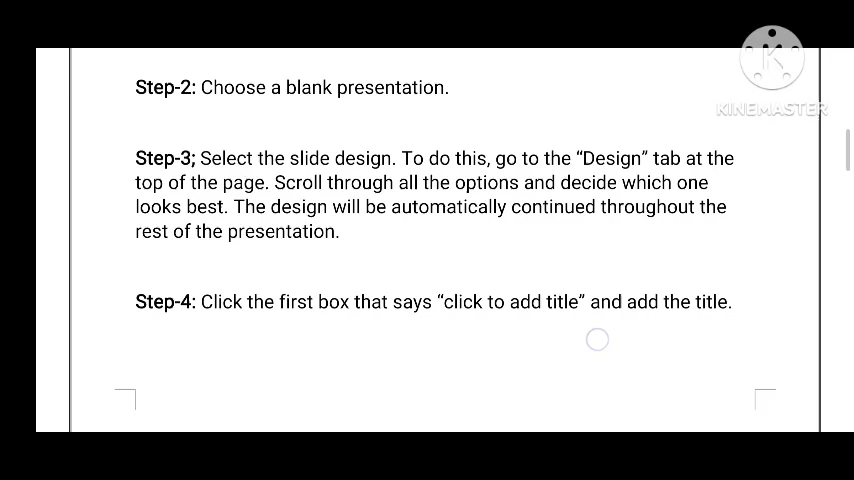 KINEMASTER
Step-2: Choose a blank presentation.
Step-3; Select the slide design. To do this, go to the “Design” tab at the
top of the page. Scroll through all the options and decide which one
looks best. The design will be automatically continued throughout the
rest of the presentation.
Step-4: Click the first box that says “click to add title” and add the title.